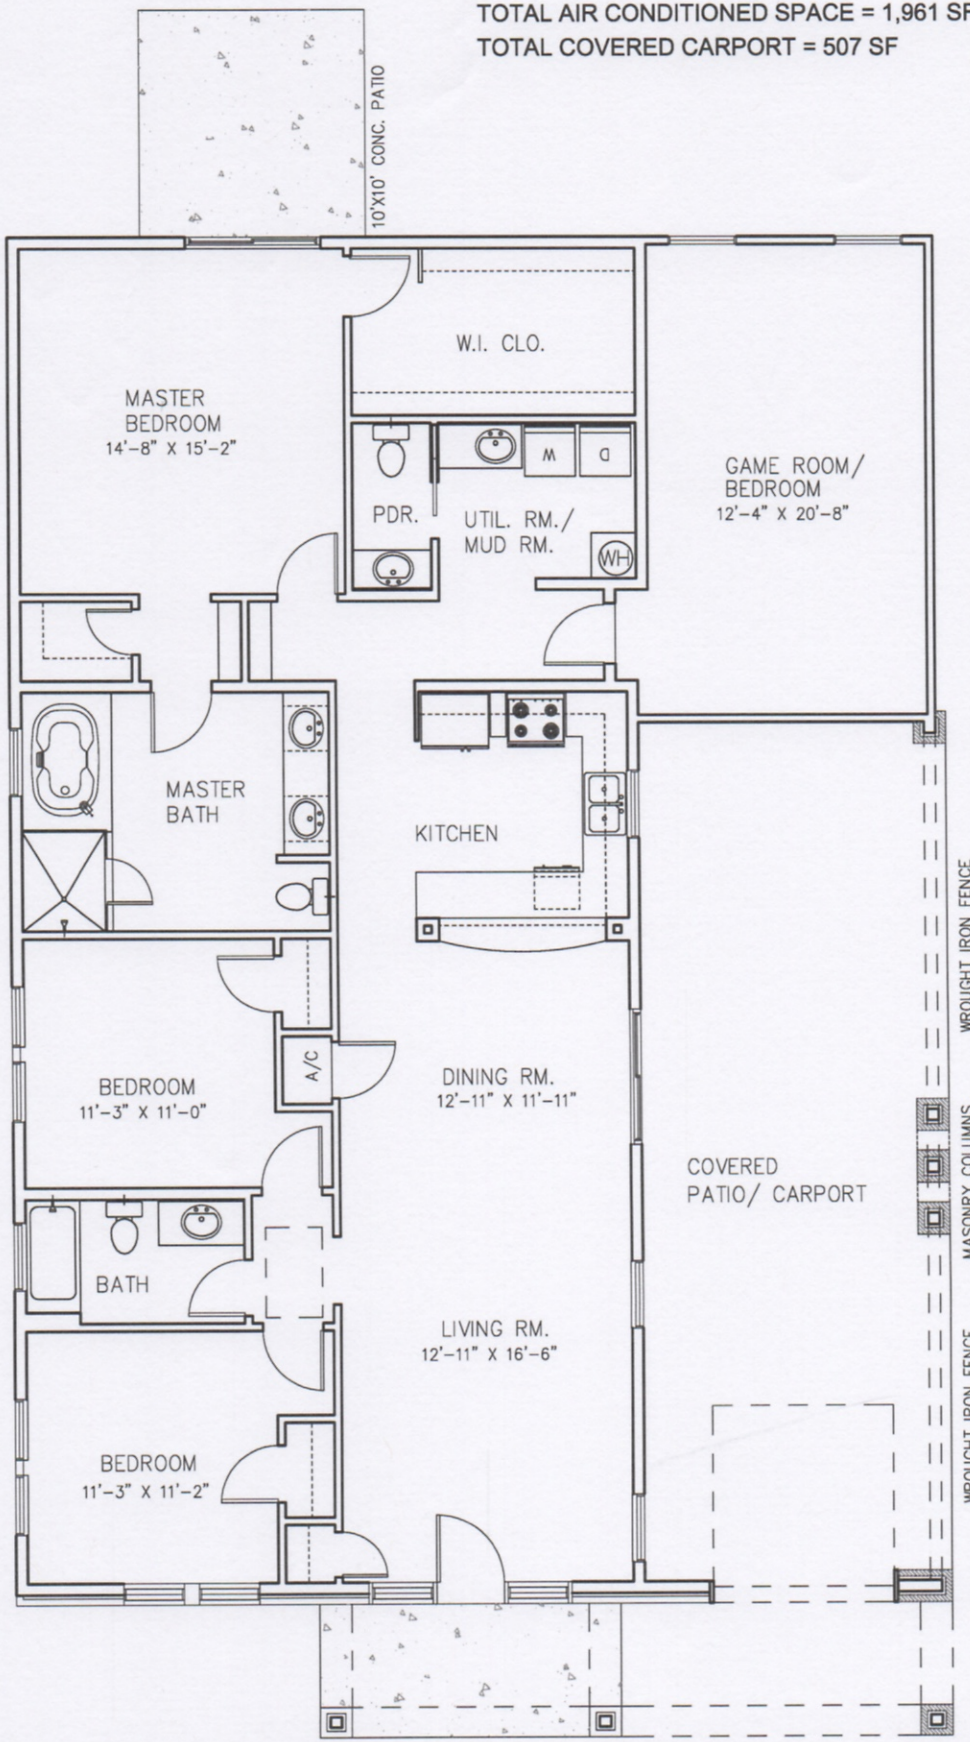 TOTAL AIR CONDITIONED SPACE = 1,961 SF
TOTAL COVERED CARPORT = 507 SF
10'X10' CONC. PATIO
W.I. CLO.
MASTER
BEDROOM
14'-8" X 15'-2"
GAME ROOM/
BEDROOM
12'-4" X 20'-8"
W
D
PDR.
UTIL. RM./
MUD RM.
WH
MASTER
BATH
KITCHEN
WROUGHT IRON FENCE
A/C
BEDROOM
11'-3" X 11'-0"
DINING RM.
12'-11" X 11'-11"
COVERED
PATIO/ CARPORT
MASONRY COLUMNS
BATH
LIVING RM.
12'-11" X 16'-6"
WROUGHT IRON FENCE
BEDROOM
11'-3" X 11'-2"